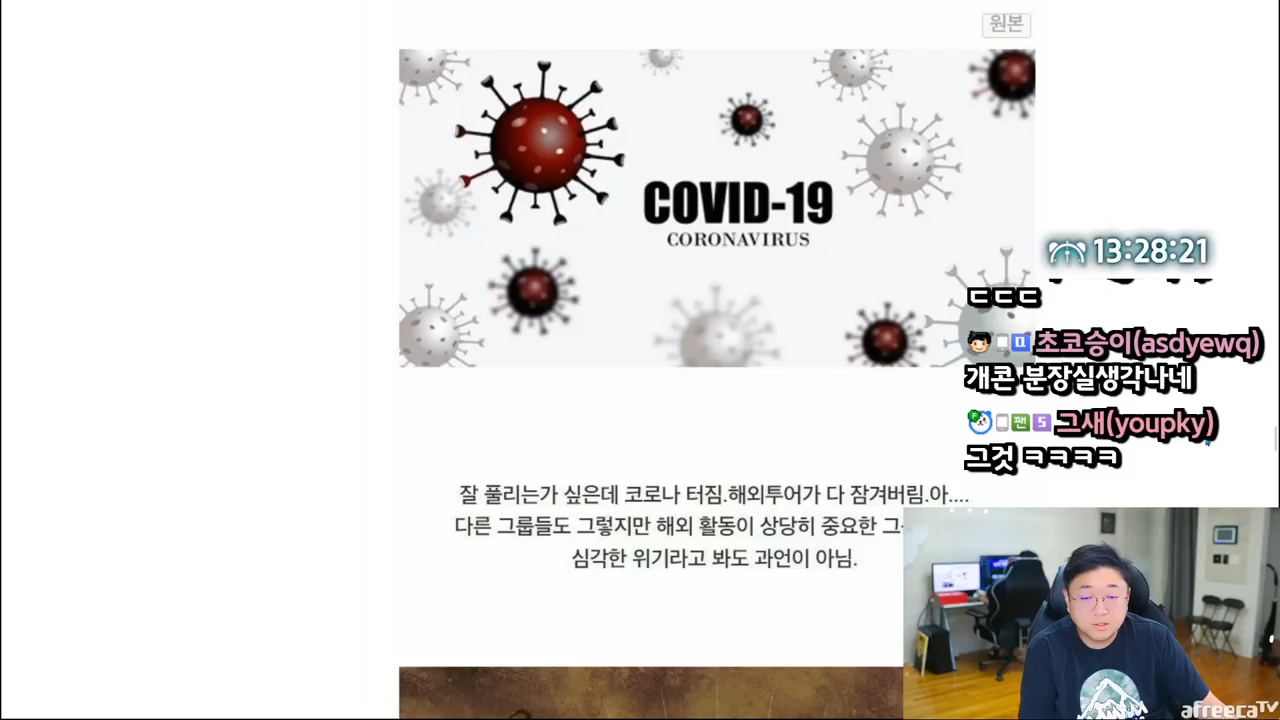 원본
COVID-19
CORONAVIRUS
13:28:21
ㄷㄷㄷ
초코승이(asdyewq)
개콘 분장실생각나네
팬 5 그새(youpky)
그것 ㅋㅋㅋㅋ
잘 풀리는가 싶은데 코로나 터짐.해외투어가 다 잠겨버림.아....
다른 그룹들도 그렇지만 해외 활동이 상당히 중요한 그
심각한 위기라고 봐도 과언이 아님.
afreecaTV